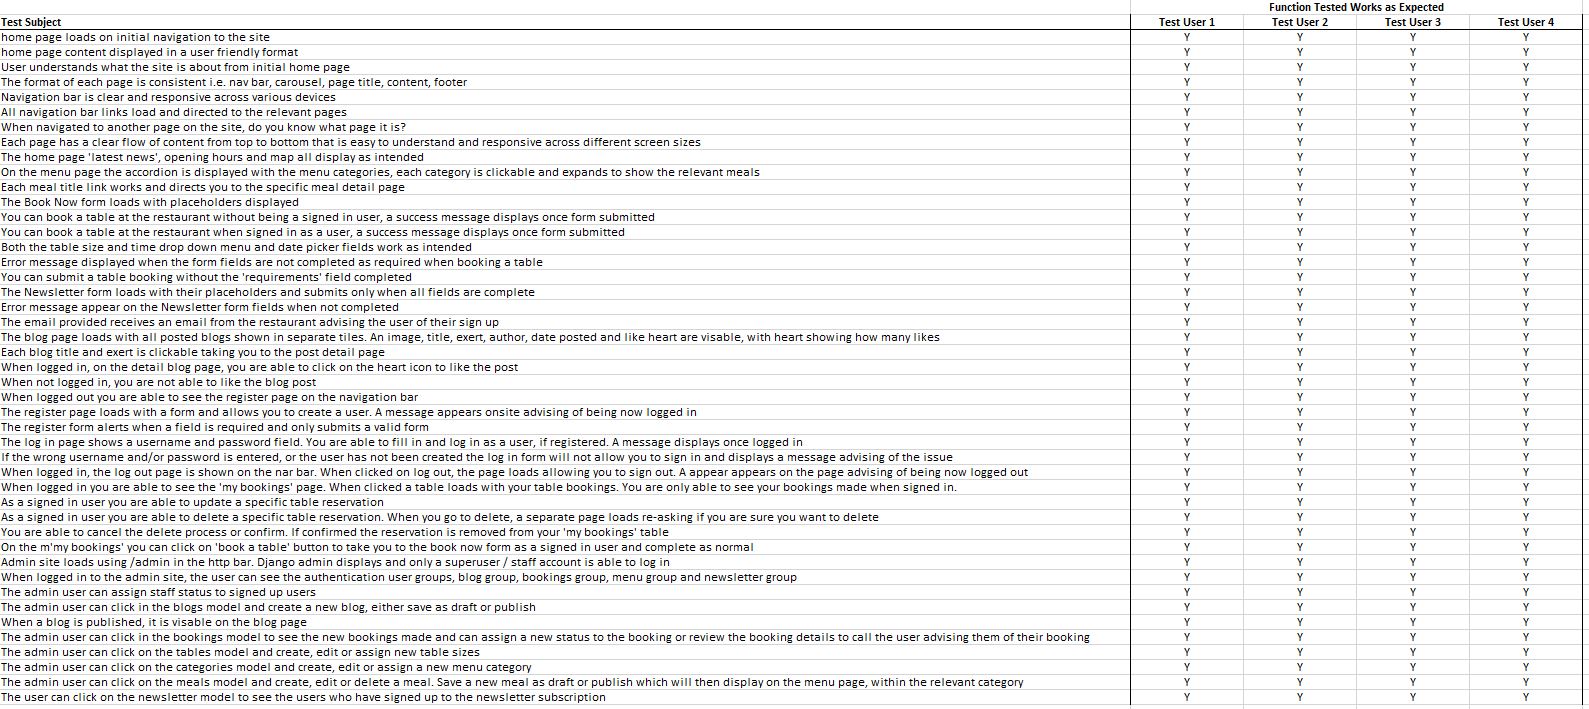 Function Tested Works as Expected
Test Subject Test User 1 Test User 2 Test User 3 Test User 4
home page loads on initial navigation to the site Y Y Y Y
home page content displayed in a user friendly format Y Y Y Y
User understands what the site is about from initial home page Y Y Y Y
The format of each page is consistent i.e. nav bar, carousel, page title, content, footer Y Y Y Y
Navigation bar is clear and responsive across various devices Y Y Y Y
All navigation bar links load and directed to the relevant pages Y Y Y Y
When navigated to another page on the site, do you know what page it is? Y Y Y Y
Each page has a clear flow of content from top to bottom that is easy to understand and responsive across different screen sizes Y Y Y Y
The home page 'latest news', opening hours and map all display as intended Y Y Y Y
On the menu page the accordion is displayed with the menu categories, each category is clickable and expands to show the relevant meals Y Y Y Y
Each meal title link works and directs you to the specific meal detail page Y Y Y Y
The Book Now form loads with placeholders displayed Y Y Y Y
You can book a table at the restaurant without being a signed in user, a success message displays once form submitted Y Y Y Y
You can book a table at the restaurant when signed in as a user, a success message displays once form submitted Y Y Y Y
Both the table size and time drop down menu and date picker fields work as intended Y Y Y Y
Error message displayed when the form fields are not completed as required when booking a table Y Y Y Y
You can submit a table booking without the 'requirements' field completed Y Y Y Y
The Newsletter form loads with their placeholders and submits only when all fields are complete Y Y Y Y
Error message appear on the Newsletter form fields when not completed Y Y Y Y
The email provided receives an email from the restaurant advising the user of their sign up Y Y Y Y
The blog page loads with all posted blogs shown in separate tiles. An image, title, exert, author, date posted and like heart are visable, with heart showing how many likes Y Y Y Y
Each blog title and exert is clickable taking you to the post detail page Y Y Y Y
When logged in, on the detail blog page, you are able to click on the heart icon to like the post Y Y Y Y
When not logged in, you are not able to like the blog post Y Y Y Y
When logged out you are able to see the register page on the navigation bar Y Y Y Y
The register page loads with a form and allows you to create a user. A message appears onsite advising of being now logged in Y Y Y Y
The register form alerts when a field is required and only submits a valid form Y Y Y Y
The log in page shows a username and password field. You are able to fill in and log in as a user, if registered. A message displays once logged in Y Y Y Y
If the wrong username and/or password is entered, or the user has not been created the log in form will not allow you to sign in and displays a message advising of the issue Y Y Y Y
When logged in, the log out page is shown on the nar bar. When clicked on log out, the page loads allowing you to sign out. A appear appears on the page advising of being now logged out Y Y Y Y
When logged in you are able to see the 'my bookings' page. When clicked a table loads with your table bookings. You are only able to see your bookings made when signed in. Y Y Y Y
As a signed in user you are able to update a specific table reservation Y Y Y Y
As a signed in user you are able to delete a specific table reservation. When you go to delete, a separate page loads re-asking if you are sure you want to delete Y Y Y Y
You are able to cancel the delete process or confirm. If confirmed the reservation is removed from your 'my bookings' table Y Y Y Y
On the m'my bookings' you can click on 'book a table' button to take you to the book now form as a signed in user and complete as normal Y Y Y Y
Admin site loads using /admin in the http bar. Django admin displays and only a superuser / staff account is able to log in Y Y Y Y
When logged in to the admin site, the user can see the authentication user groups, blog group, bookings group, menu group and newsletter group Y Y Y Y
The admin user can assign staff status to signed up users Y Y Y Y
The admin user can click in the blogs model and create a new blog, either save as draft or publish Y Y Y Y
When a blog is published, it is visable on the blog page Y Y Y Y
The admin user can click in the bookings model to see the new bookings made and can assign a new status to the booking or review the booking details to call the user advising them of their booking Y Y Y Y
The admin user can click on the tables model and create, edit or assign new table sizes Y Y Y Y
The admin user can click on the categories model and create, edit or assign a new menu category Y Y Y Y
The admin user can click on the meals model and create, edit or delete a meal. Save a new meal as draft or publish which will then display on the menu page, within the relevant category Y Y Y Y
The user can click on the newsletter model to see the users who have signed up to the newsletter subscription Y Y Y Y